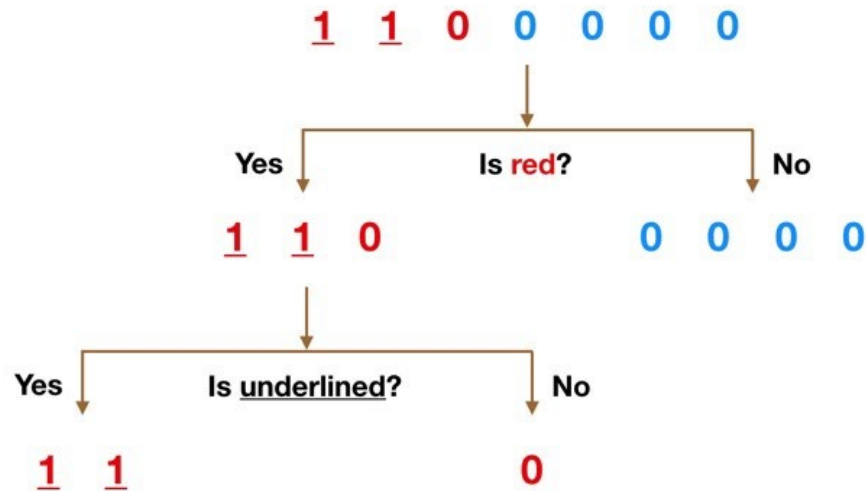 1 1 0 0 0 0 0
Yes Is red? No
1 1 0 0 0 0 0
Yes Is underlined? No
1 1 0